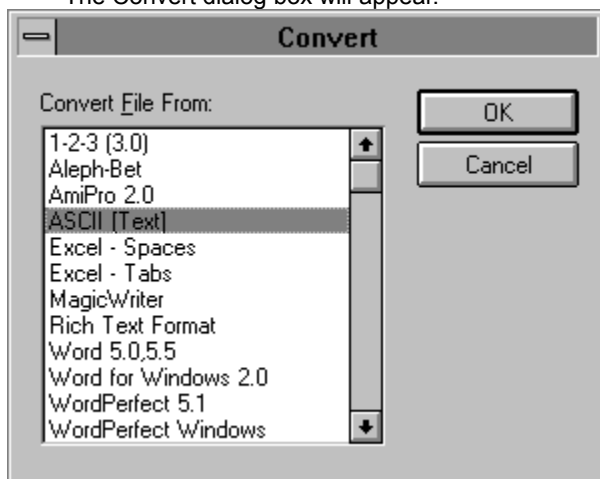 The Convert dialog box will appear.
Convert
Convert File From:
1-2-3 (3.0)
Aleph-Bet
AmiPro 2.0
ASCII [Text]
Excel - Spaces
Excel - Tabs
MagicWriter
Rich Text Format
Word 5.0,5.5
Word for Windows 2.0
WordPerfect 5.1
WordPerfect Windows
OK
Cancel